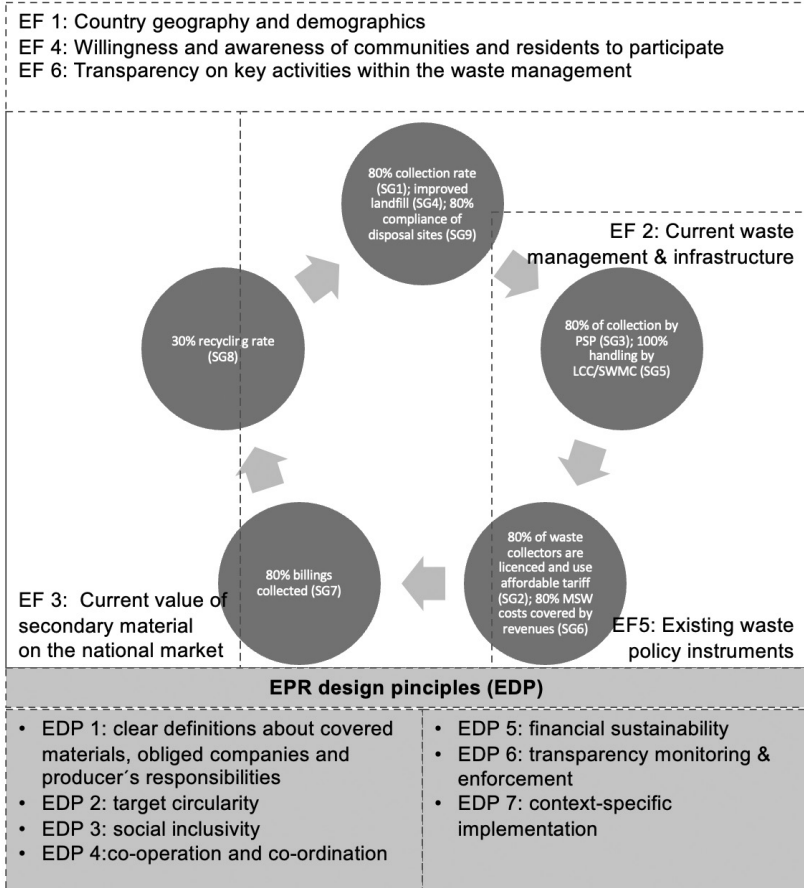 EF 1: Country geography and demographics
EF 4: Willingness and awareness of communities and residents to participate
EF 6: Transparency on key activities within the waste management
80% collection rate
(SG1); improved
landfill (SG4); 80%
compliance of
disposal sites (SG9)
EF 2: Current waste
management & infrastructure
80% of collection by
PSP (SG3); 100%
handling by
LCC/SWMC (SG5)
80% of waste
collectors are
licenced and use
affordable tariff
(SG2); 80% MSW
costs covered by
revenues (SG6)
EF5: Existing waste
policy instruments
80% billings
collected (SG7)
30% recycling rate
(SG8)
EF 3: Current value of
secondary material
on the national market
EPR design pinciples (EDP)
• EDP 1: clear definitions about covered
materials, obliged companies and
producer´s responsibilities
• EDP 2: target circularity
• EDP 3: social inclusivity
• EDP 4:co-operation and co-ordination
• EDP 5: financial sustainability
• EDP 6: transparency monitoring &
enforcement
• EDP 7: context-specific
implementation